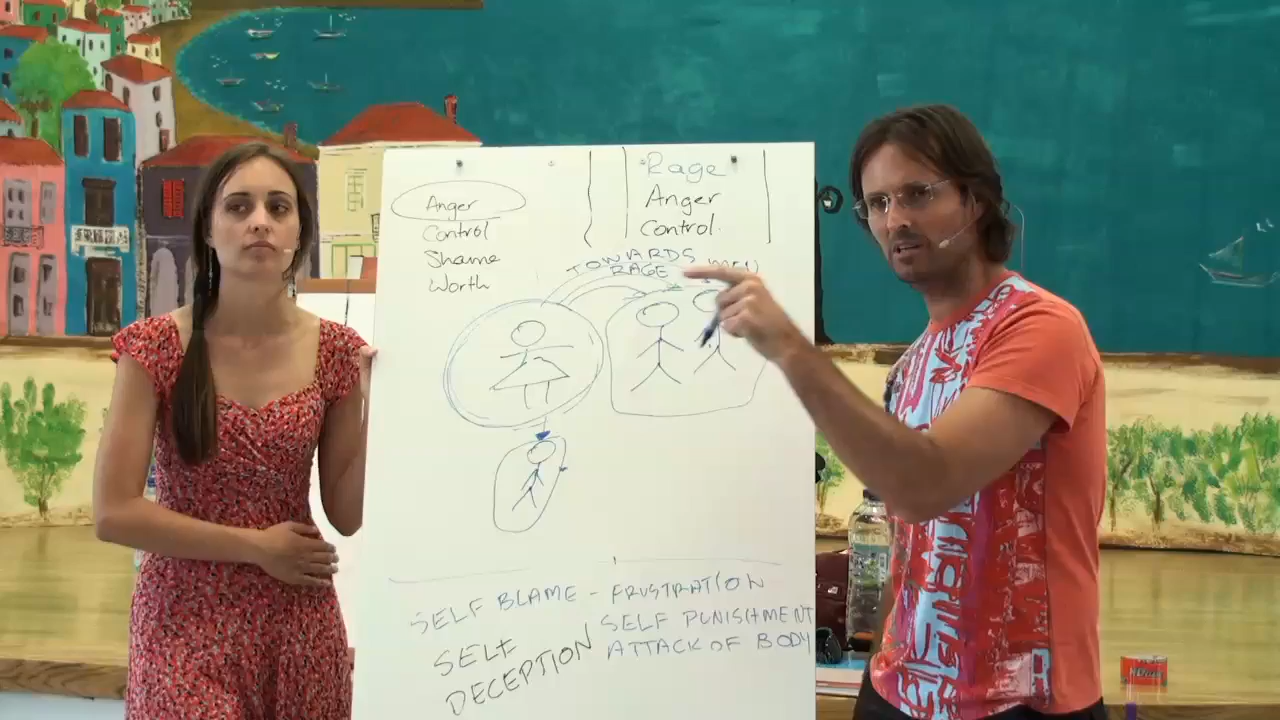 Anger
Control
Shame
Worth
Rage
Anger
Control.
TOWARDS MEN
RAGE
SELF BLAME - FRUSTRATION
SELF PUNISHMENT
ATTACK OF BODY
SELF
DECEPTION